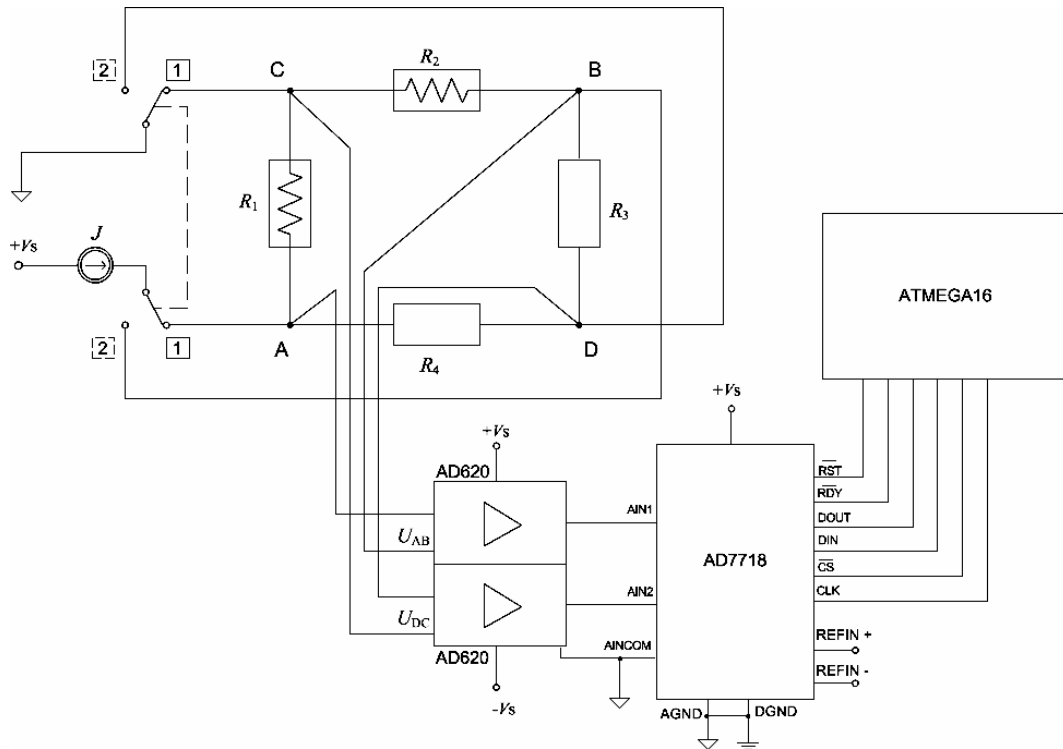 2 1 C R2 B
R1 R3
+VS J
ATMEGA16
2 1 A R4 D
+VS
+VS
AD620
RST
RDY
AIN1 DOUT
UAB DIN
AD7718
CS
AIN2 CLK
UDC
REFIN +
AINCOM
AD620 REFIN -
-VS AGND DGND